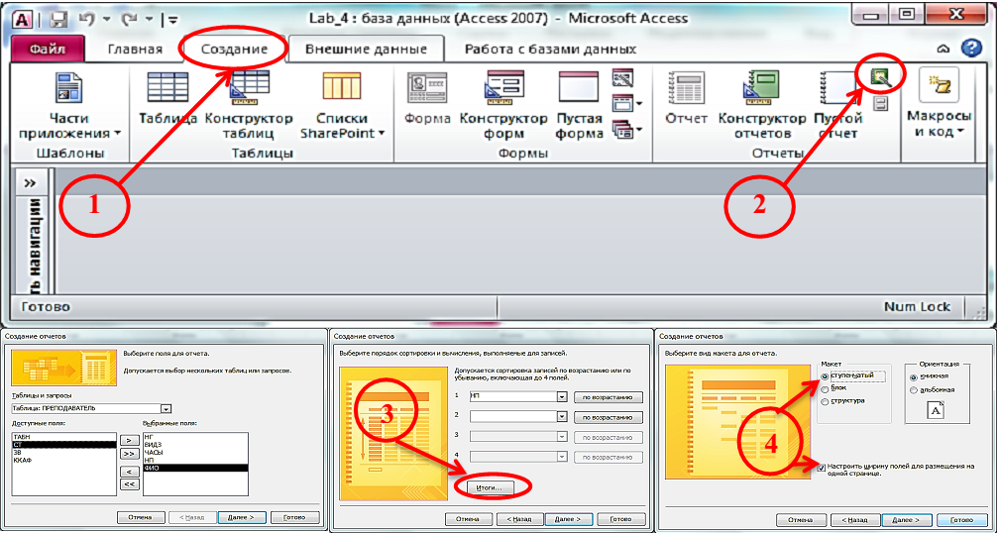 Lab_4 : база данных (Access 2007) - Microsoft Access
Файл Главная Создание Внешние данные Работа с базами данных
Части приложения
Таблица
Конструктор таблиц
Списки SharePoint
Форма
Конструктор форм
Пустая форма
Отчет
Конструктор отчетов
Пустой отчет
Макросы и код
Шаблоны Таблицы Формы Отчеты
1
2
ть навигации
Готово
Num Lock
Создание отчетов
Выберите поля для отчета.
Допускается выбор нескольких таблиц или запросов.
Таблицы и запросы
Таблица: ПРЕПОДАВАТЕЛЬ
Доступные поля:
Выбранные поля:
ТАБН
СТ
ЗВ
ККАФ
>
>>
<
<<
НГ
ВИДЗ
ЧАСЫ
НП
ФИО
Отмена < Назад Далее > Готово
Создание отчетов
Выберите порядок сортировки и вычисления, выполняемые для записей.
Допускается сортировка записей по возрастанию или по
убыванию, включающая до 4 полей.
1 НП по возрастанию
2 по возрастанию
3 по возрастанию
4 по возрастанию
3
Итоги...
Отмена < Назад Далее > Готово
Создание отчетов
Выберите вид макета для отчета.
Макет
ступенчатый
блок
структура
Ориентация
книжная
альбомная
A
4
Настроить ширину полей для размещения на
одной странице.
Отмена < Назад Далее > Готово